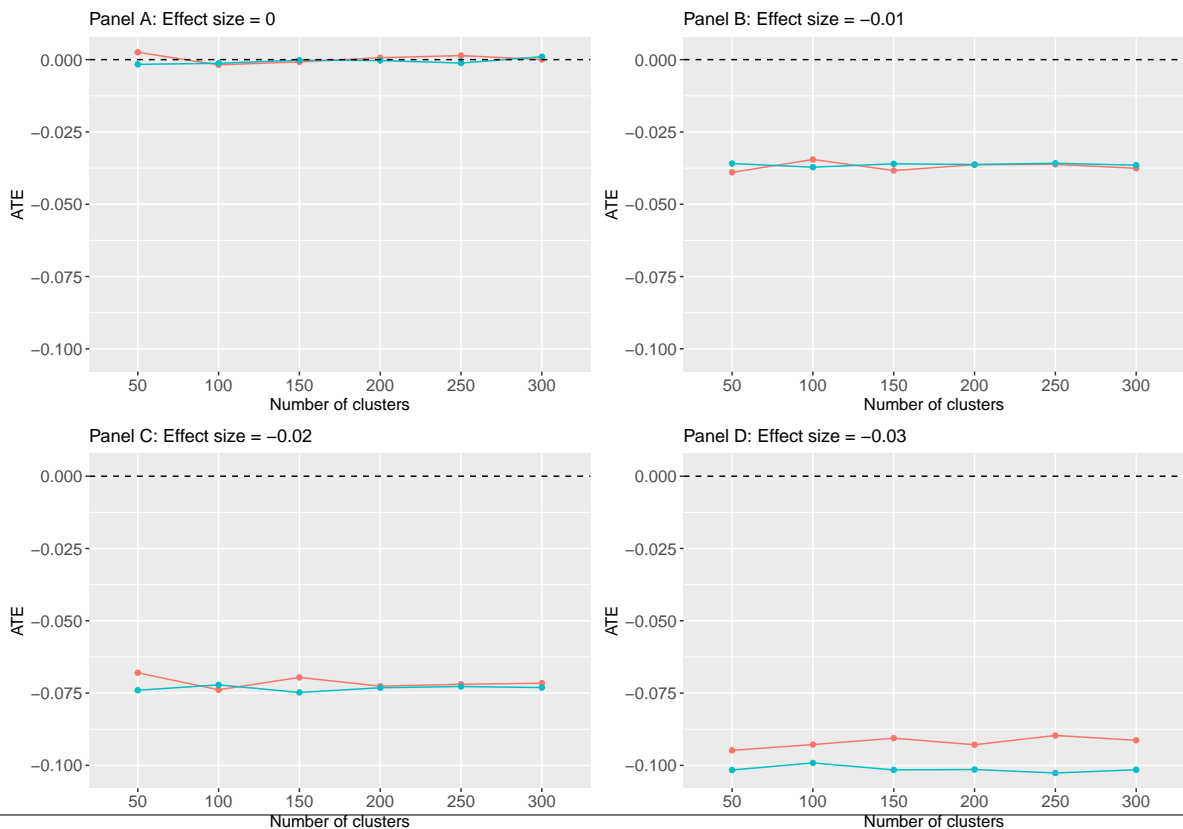 Panel A: Effect size = 0
0.000
−0.025
−0.050
−0.075
−0.100
ATE
50 100 150 200 250 300
Number of clusters
Panel B: Effect size = −0.01
0.000
−0.025
−0.050
−0.075
−0.100
ATE
50 100 150 200 250 300
Number of clusters
Panel C: Effect size = −0.02
0.000
−0.025
−0.050
−0.075
−0.100
ATE
50 100 150 200 250 300
Number of clusters
Panel D: Effect size = −0.03
0.000
−0.025
−0.050
−0.075
−0.100
ATE
50 100 150 200 250 300
Number of clusters